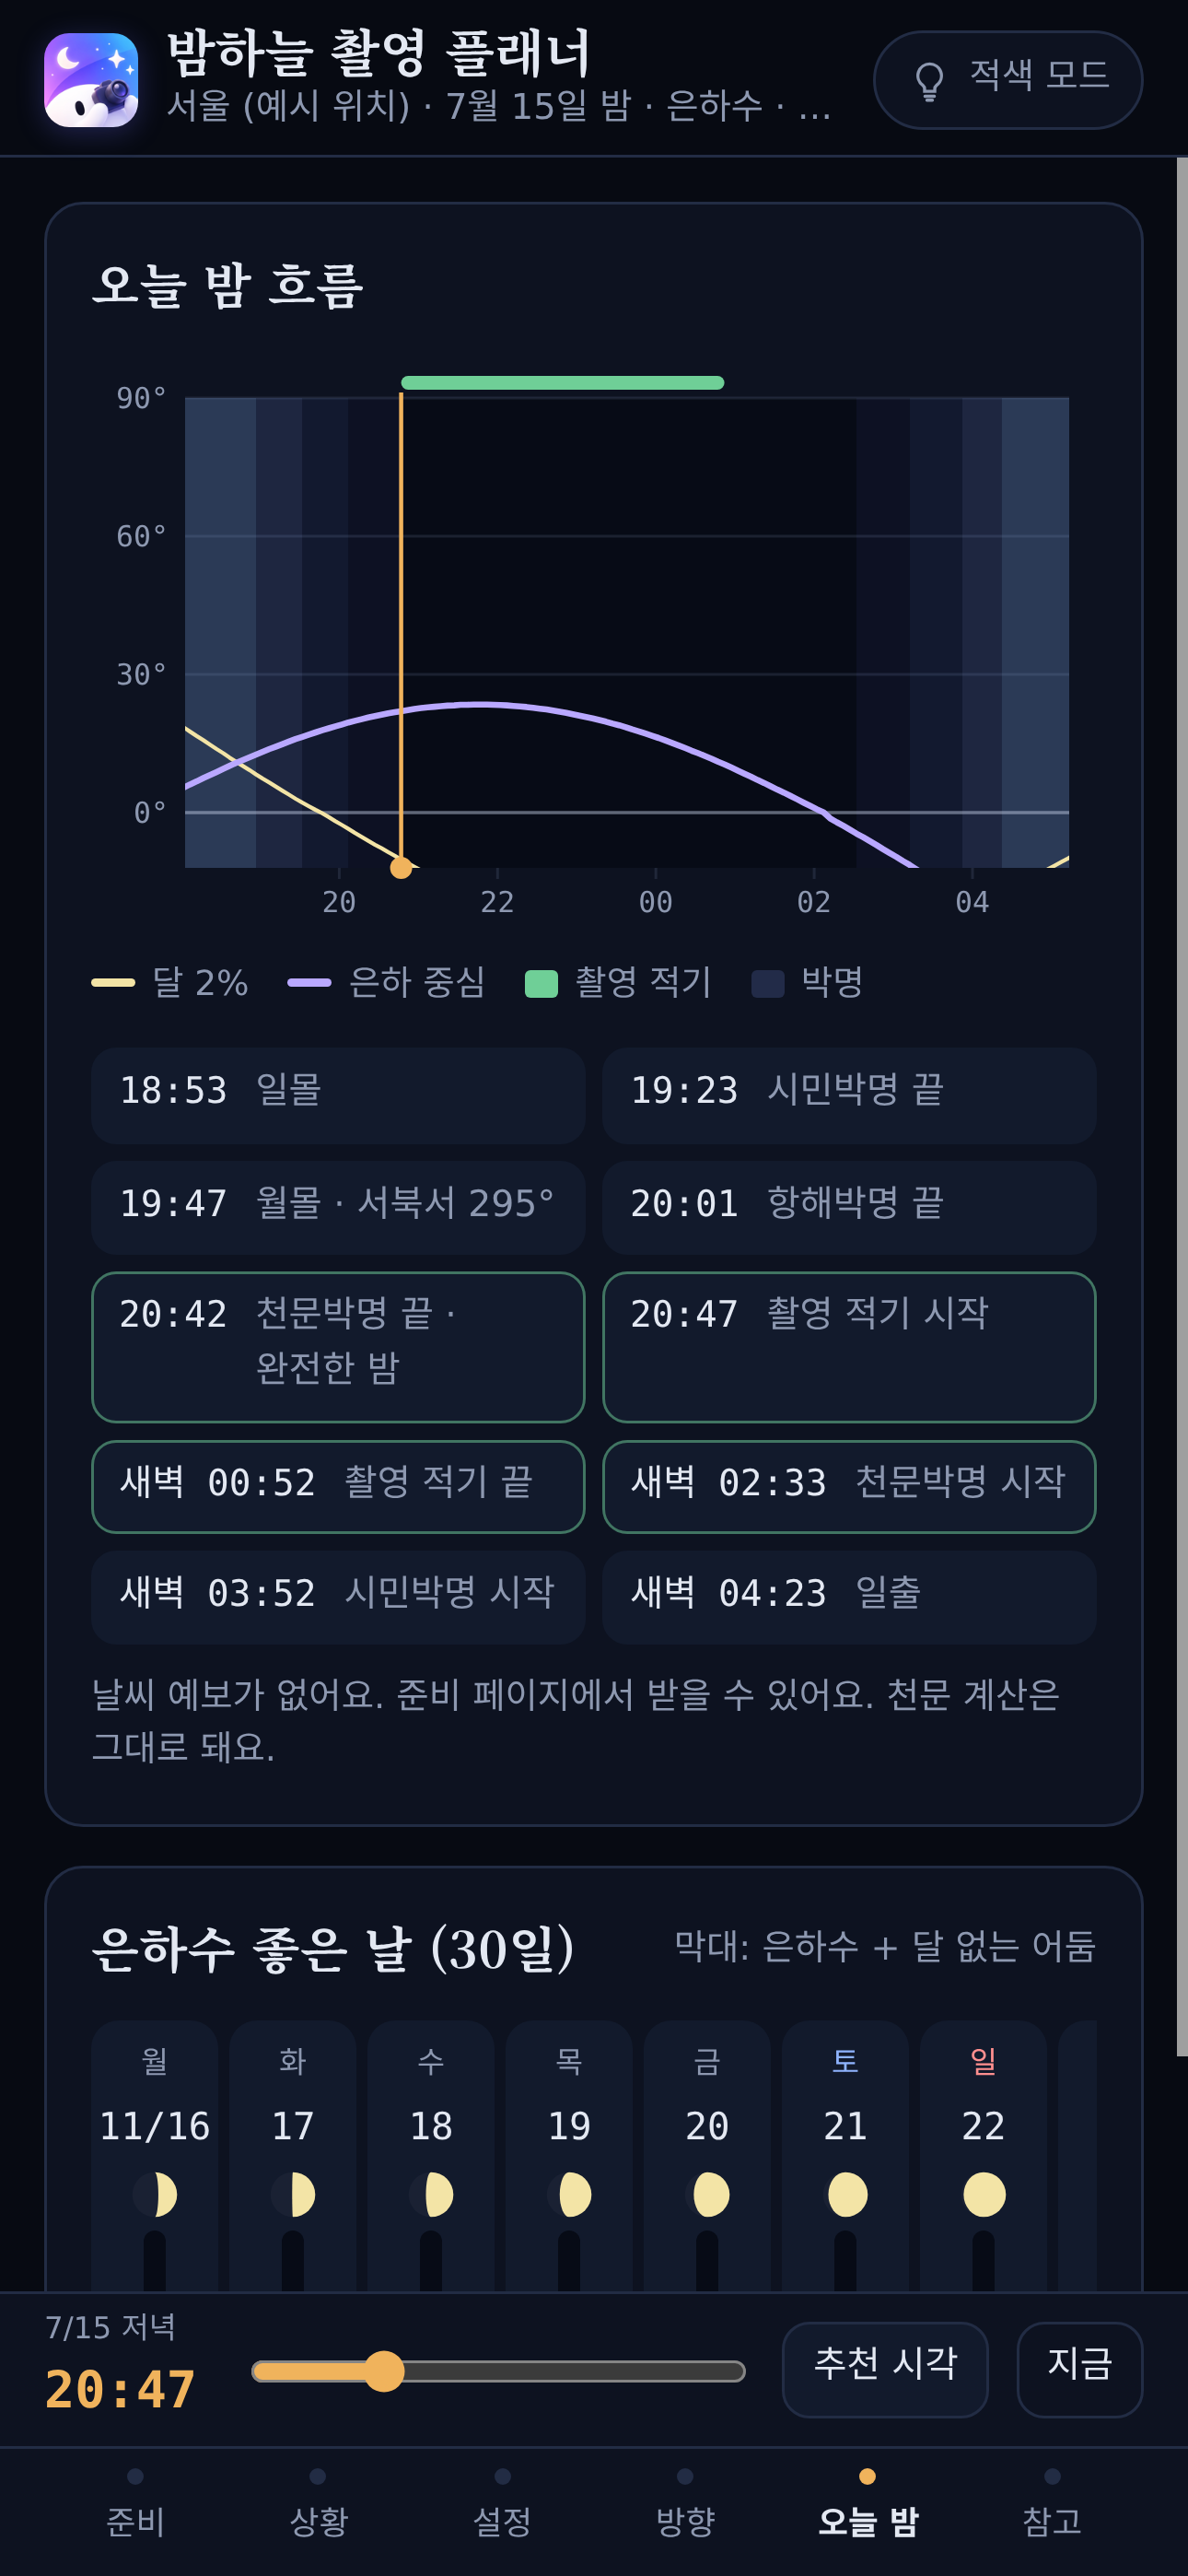 밤하늘 촬영 플래너
서울 (예시 위치) · 7월 15일 밤 · 은하수 · …
적색 모드
오늘 밤 흐름
90°
60°
30°
0°
20 22 00 02 04
달 2% 은하 중심 촬영 적기 박명
18:53 일몰
19:23 시민박명 끝
19:47 월몰 · 서북서 295°
20:01 항해박명 끝
20:42 천문박명 끝 ·
완전한 밤
20:47 촬영 적기 시작
새벽 00:52 촬영 적기 끝
새벽 02:33 천문박명 시작
새벽 03:52 시민박명 시작
새벽 04:23 일출
날씨 예보가 없어요. 준비 페이지에서 받을 수 있어요. 천문 계산은
그대로 돼요.
은하수 좋은 날 (30일)
막대: 은하수 + 달 없는 어둠
월 화 수 목 금 토 일
11/16 17 18 19 20 21 22
7/15 저녁
20:47
추천 시각
지금
준비 상황 설정 방향 오늘 밤 참고